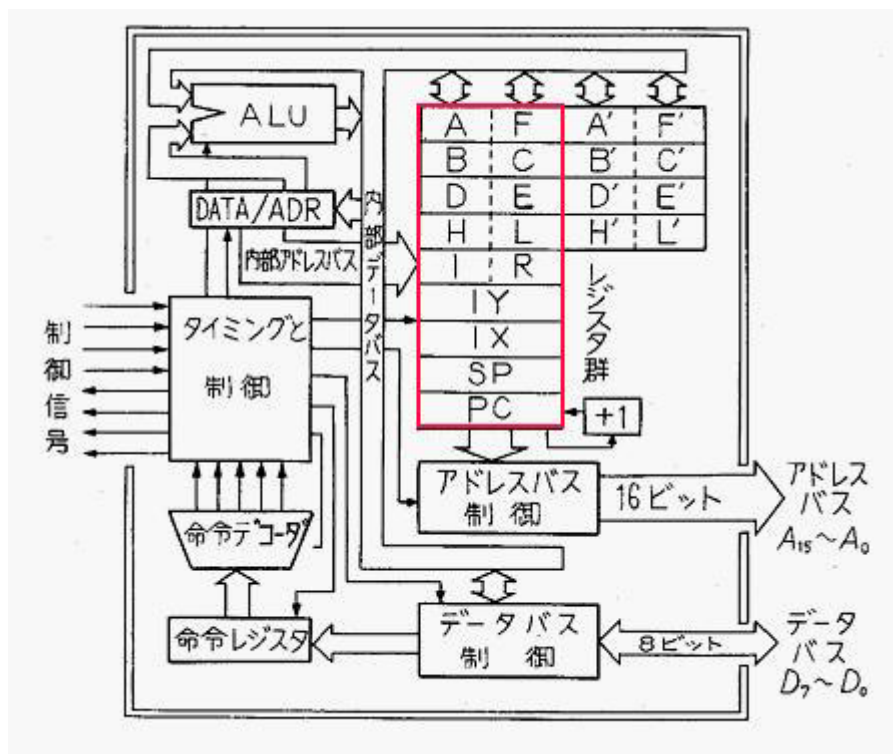 ALU
A F A′ F′
B C B′ C′
D E D′ E′
H L H′ L′
I R
IY
IX
SP
PC
レジスタ群
+1
DATA/ADR
内部アドレスバス
内部データバス
制御信号
タイミングと
制御
命令デコーダ
命令レジスタ
アドレスバス
制御
16ビット
アドレス
バス
A₁₅〜A₀
データバス
制御
8ビット
データ
バス
D₇〜D₀